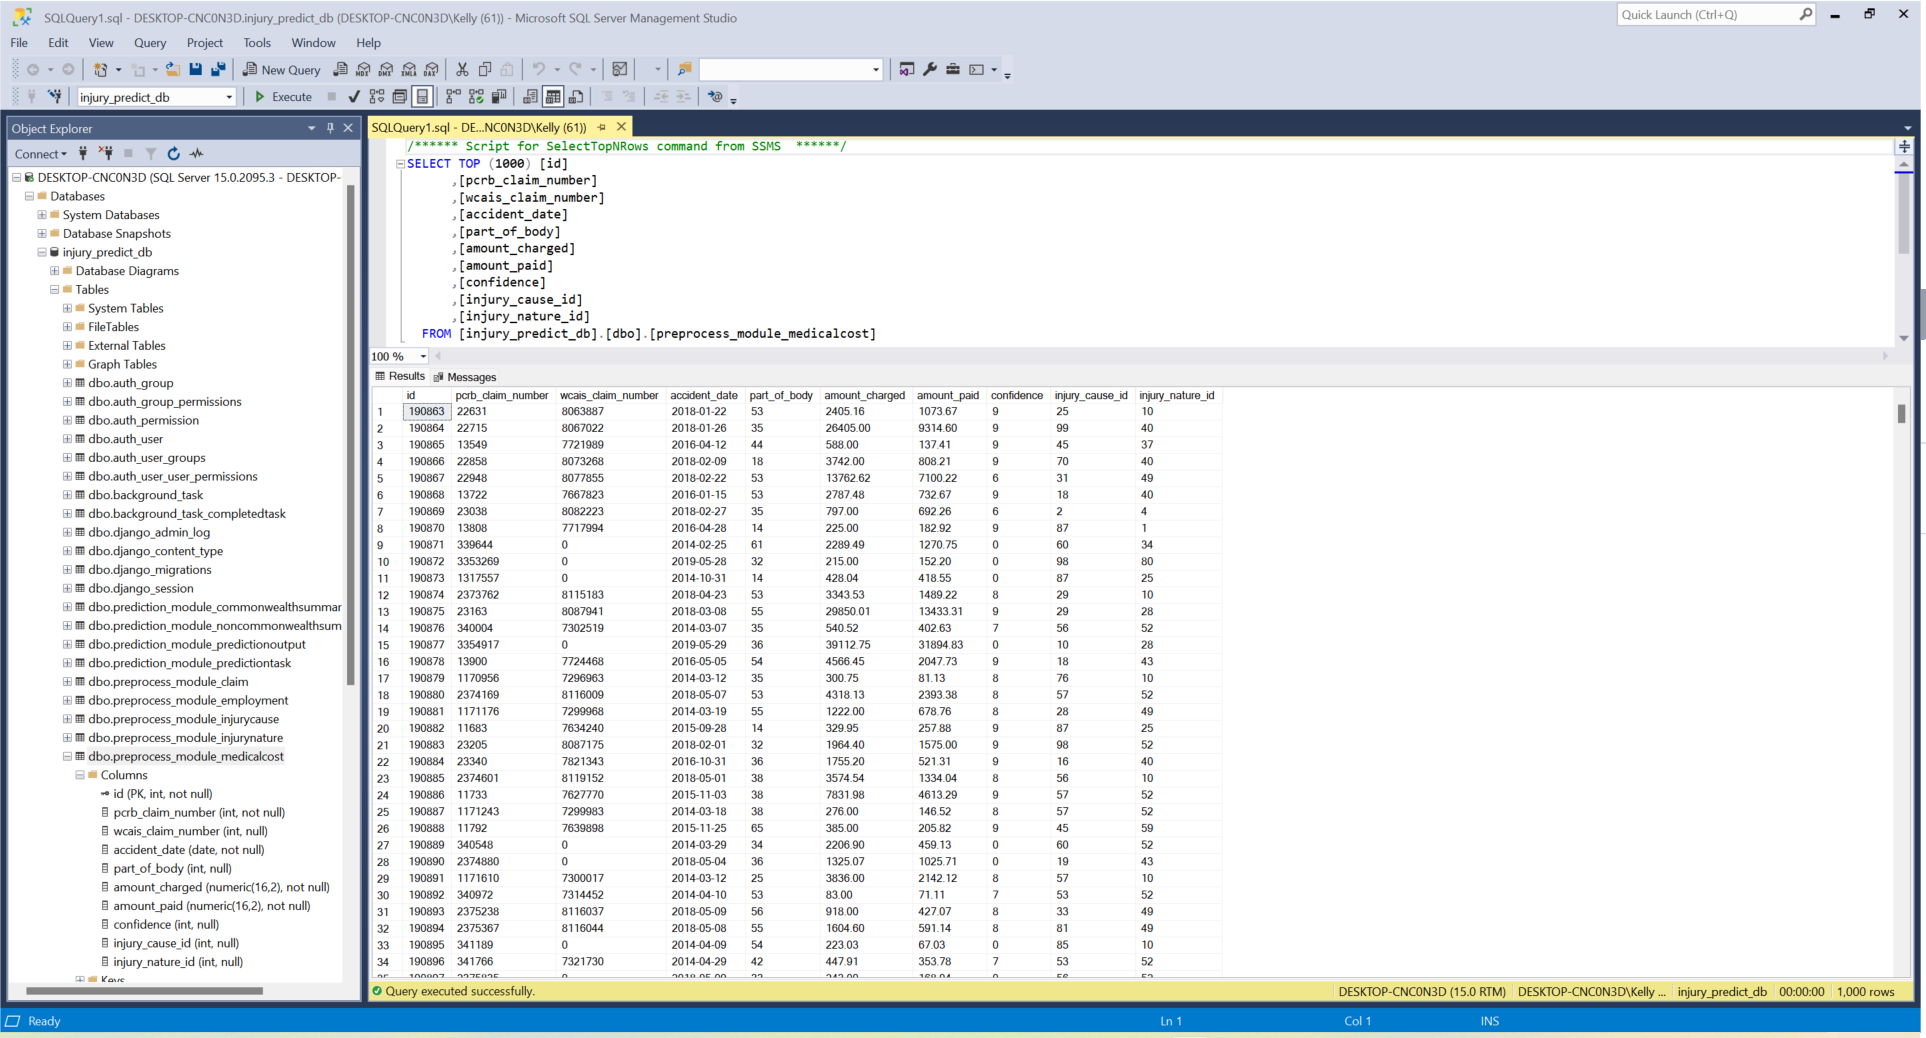 SQLQuery1.sql - DESKTOP-CNC0N3D.injury_predict_db (DESKTOP-CNC0N3D\Kelly (61)) - Microsoft SQL Server Management Studio
Quick Launch (Ctrl+Q)
File Edit View Query Project Tools Window Help
New Query MDX DMX XMLA DAX
injury_predict_db Execute
Object Explorer
Connect
DESKTOP-CNC0N3D (SQL Server 15.0.2095.3 - DESKTOP-
Databases
System Databases
Database Snapshots
injury_predict_db
Database Diagrams
Tables
System Tables
FileTables
External Tables
Graph Tables
dbo.auth_group
dbo.auth_group_permissions
dbo.auth_permission
dbo.auth_user
dbo.auth_user_groups
dbo.auth_user_user_permissions
dbo.background_task
dbo.background_task_completedtask
dbo.django_admin_log
dbo.django_content_type
dbo.django_migrations
dbo.django_session
dbo.prediction_module_commonwealthsummar
dbo.prediction_module_noncommonwealthsum
dbo.prediction_module_predictionoutput
dbo.prediction_module_predictiontask
dbo.preprocess_module_claim
dbo.preprocess_module_employment
dbo.preprocess_module_injurycause
dbo.preprocess_module_injurynature
dbo.preprocess_module_medicalcost
Columns
id (PK, int, not null)
pcrb_claim_number (int, not null)
wcais_claim_number (int, null)
accident_date (date, not null)
part_of_body (int, null)
amount_charged (numeric(16,2), not null)
amount_paid (numeric(16,2), not null)
confidence (int, null)
injury_cause_id (int, null)
injury_nature_id (int, null)
Keys
SQLQuery1.sql - DE...NC0N3D\Kelly (61))
/****** Script for SelectTopNRows command from SSMS ******/
SELECT TOP (1000) [id]
,[pcrb_claim_number]
,[wcais_claim_number]
,[accident_date]
,[part_of_body]
,[amount_charged]
,[amount_paid]
,[confidence]
,[injury_cause_id]
,[injury_nature_id]
FROM [injury_predict_db].[dbo].[preprocess_module_medicalcost]
100 %
Results Messages
id pcrb_claim_number wcais_claim_number accident_date part_of_body amount_charged amount_paid confidence injury_cause_id injury_nature_id
1 190863 22631 8063887 2018-01-22 53 2405.16 1073.67 9 25 10
2 190864 22715 8067022 2018-01-26 35 26405.00 9314.60 9 99 40
3 190865 13549 7721989 2016-04-12 44 588.00 137.41 9 45 37
4 190866 22858 8073268 2018-02-09 18 3742.00 808.21 9 70 40
5 190867 22948 8077855 2018-02-22 53 13762.62 7100.22 6 31 49
6 190868 13722 7667823 2016-01-15 53 2787.48 732.67 9 18 40
7 190869 23038 8082223 2018-02-27 35 797.00 692.26 6 2 4
8 190870 13808 7717994 2016-04-28 14 225.00 182.92 9 87 1
9 190871 339644 0 2014-02-25 61 2289.49 1270.75 0 60 34
10 190872 3353269 0 2019-05-28 32 215.00 152.20 0 98 80
11 190873 1317557 0 2014-10-31 14 428.04 418.55 0 87 25
12 190874 2373762 8115183 2018-04-23 53 3343.53 1489.22 8 29 10
13 190875 23163 8087941 2018-03-08 55 29850.01 13433.31 9 29 28
14 190876 340004 7302519 2014-03-07 35 540.52 402.63 7 56 52
15 190877 3354917 0 2019-05-29 36 39112.75 31894.83 0 10 28
16 190878 13900 7724468 2016-05-05 54 4566.45 2047.73 9 18 43
17 190879 1170956 7296963 2014-03-12 35 300.75 81.13 8 76 10
18 190880 2374169 8116009 2018-05-07 53 4318.13 2393.38 8 57 52
19 190881 1171176 7299968 2014-03-19 55 1222.00 678.76 8 28 49
20 190882 11683 7634240 2015-09-28 14 329.95 257.88 9 87 25
21 190883 23205 8087175 2018-02-01 32 1964.40 1575.00 9 98 52
22 190884 23340 7821343 2016-10-31 36 1755.20 521.31 9 16 40
23 190885 2374601 8119152 2018-05-01 38 3574.54 1334.04 8 56 10
24 190886 11733 7627770 2015-11-03 38 7831.98 4613.29 9 57 52
25 190887 1171243 7299983 2014-03-18 38 276.00 146.52 8 57 52
26 190888 11792 7639898 2015-11-25 65 385.00 205.82 9 45 59
27 190889 340548 0 2014-03-29 34 2206.90 459.13 0 60 52
28 190890 2374880 0 2018-05-04 36 1325.07 1025.71 0 19 43
29 190891 1171610 7300017 2014-03-12 25 3836.00 2142.12 8 57 10
30 190892 340972 7314452 2014-04-10 53 83.00 71.11 7 53 52
31 190893 2375238 8116037 2018-05-09 56 918.00 427.07 8 33 49
32 190894 2375367 8116044 2018-05-08 55 1604.60 591.14 8 81 49
33 190895 341189 0 2014-04-09 54 223.03 67.03 0 85 10
34 190896 341766 7321730 2014-04-29 42 447.91 353.78 7 53 52
Query executed successfully.
DESKTOP-CNC0N3D (15.0 RTM) DESKTOP-CNC0N3D\Kelly ... injury_predict_db 00:00:00 1,000 rows
Ready Ln 1 Col 1 INS